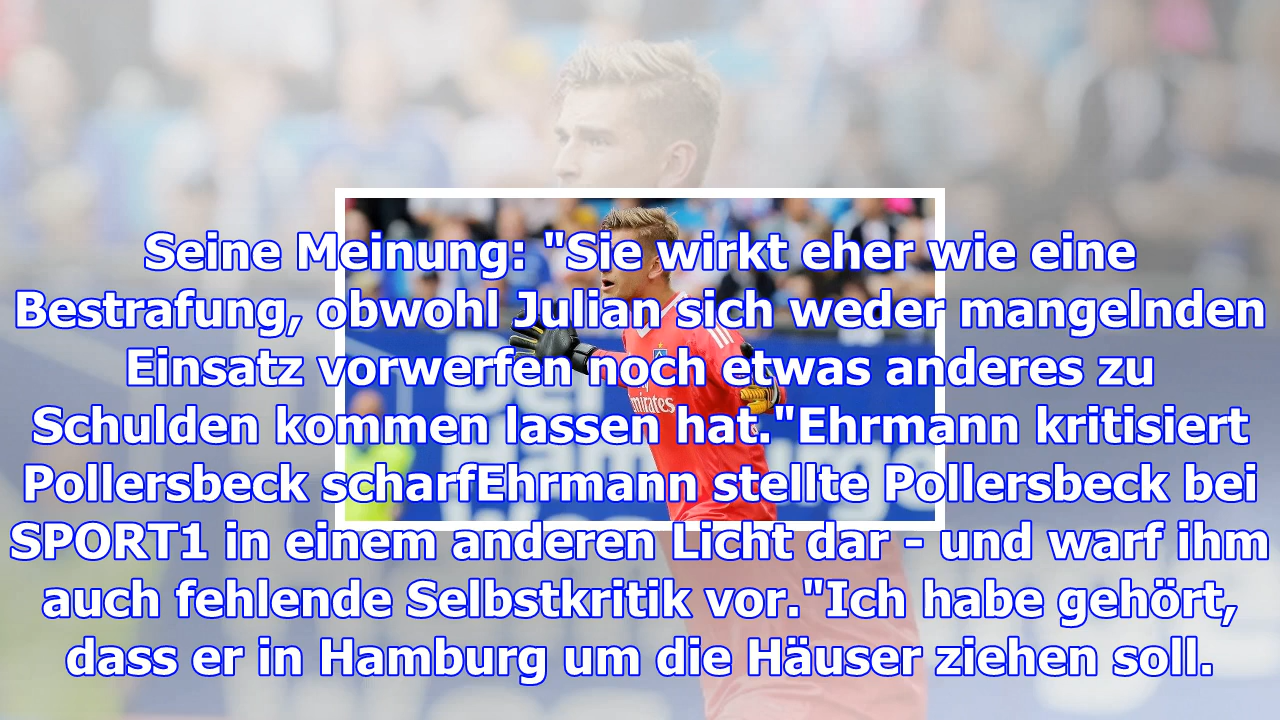 Seine Meinung: "Sie wirkt eher wie eine
Bestrafung, obwohl Julian sich weder mangelnden
Einsatz vorwerfen noch etwas anderes zu
Schulden kommen lassen hat."Ehrmann kritisiert
Pollersbeck scharfEhrmann stellte Pollersbeck bei
SPORT1 in einem anderen Licht dar - und warf ihm
auch fehlende Selbstkritik vor."Ich habe gehört,
dass er in Hamburg um die Häuser ziehen soll.